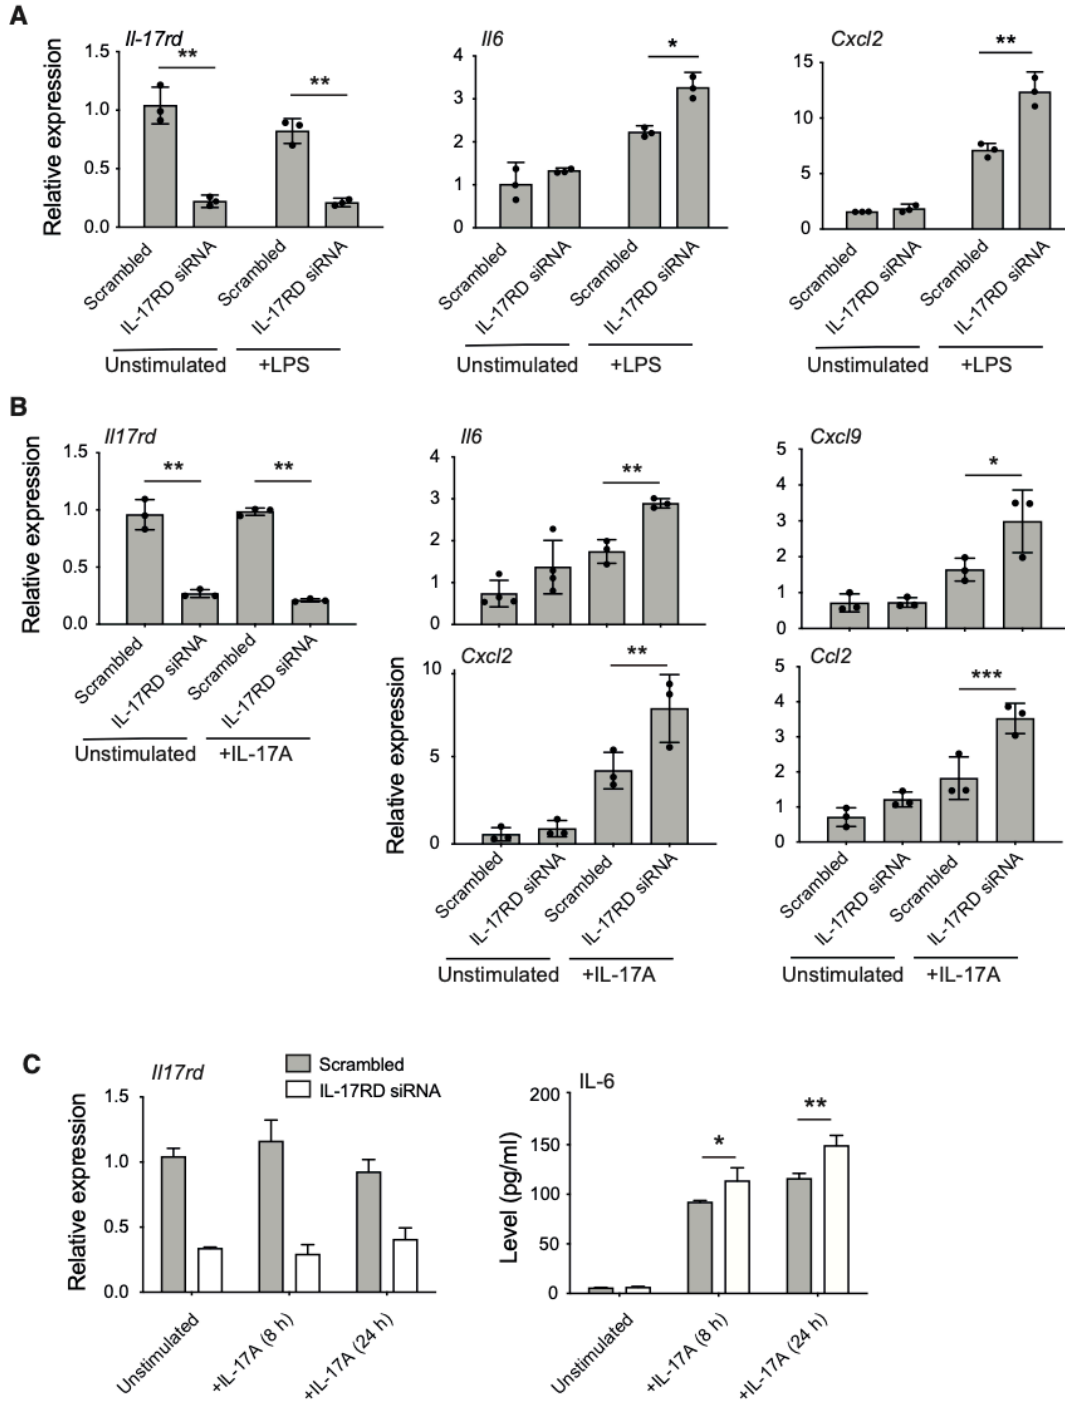 A
Il-17rd
Il6
Cxcl2
**
**
*
**
Relative expression
1.5
1.0
0.5
0.0
4
3
2
1
0
15
10
5
0
Scrambled
IL-17RD siRNA
Scrambled
IL-17RD siRNA
Scrambled
IL-17RD siRNA
Scrambled
IL-17RD siRNA
Scrambled
IL-17RD siRNA
Scrambled
IL-17RD siRNA
Unstimulated
+LPS
Unstimulated
+LPS
Unstimulated
+LPS
B
Il17rd
Il6
Cxcl9
**
**
**
*
Relative expression
1.5
1.0
0.5
0.0
4
3
2
1
0
5
4
3
2
1
0
Scrambled
IL-17RD siRNA
Scrambled
IL-17RD siRNA
Unstimulated
+IL-17A
Cxcl2
Ccl2
**
***
Relative expression
10
5
0
5
4
3
2
1
0
Scrambled
IL-17RD siRNA
Scrambled
IL-17RD siRNA
Scrambled
IL-17RD siRNA
Scrambled
IL-17RD siRNA
Unstimulated
+IL-17A
Unstimulated
+IL-17A
C
Il17rd
Scrambled
IL-17RD siRNA
Relative expression
1.5
1.0
0.5
0.0
Unstimulated
+IL-17A (8 h)
+IL-17A (24 h)
IL-6
*
**
Level (pg/ml)
200
150
100
50
0
Unstimulated
+IL-17A (8 h)
+IL-17A (24 h)